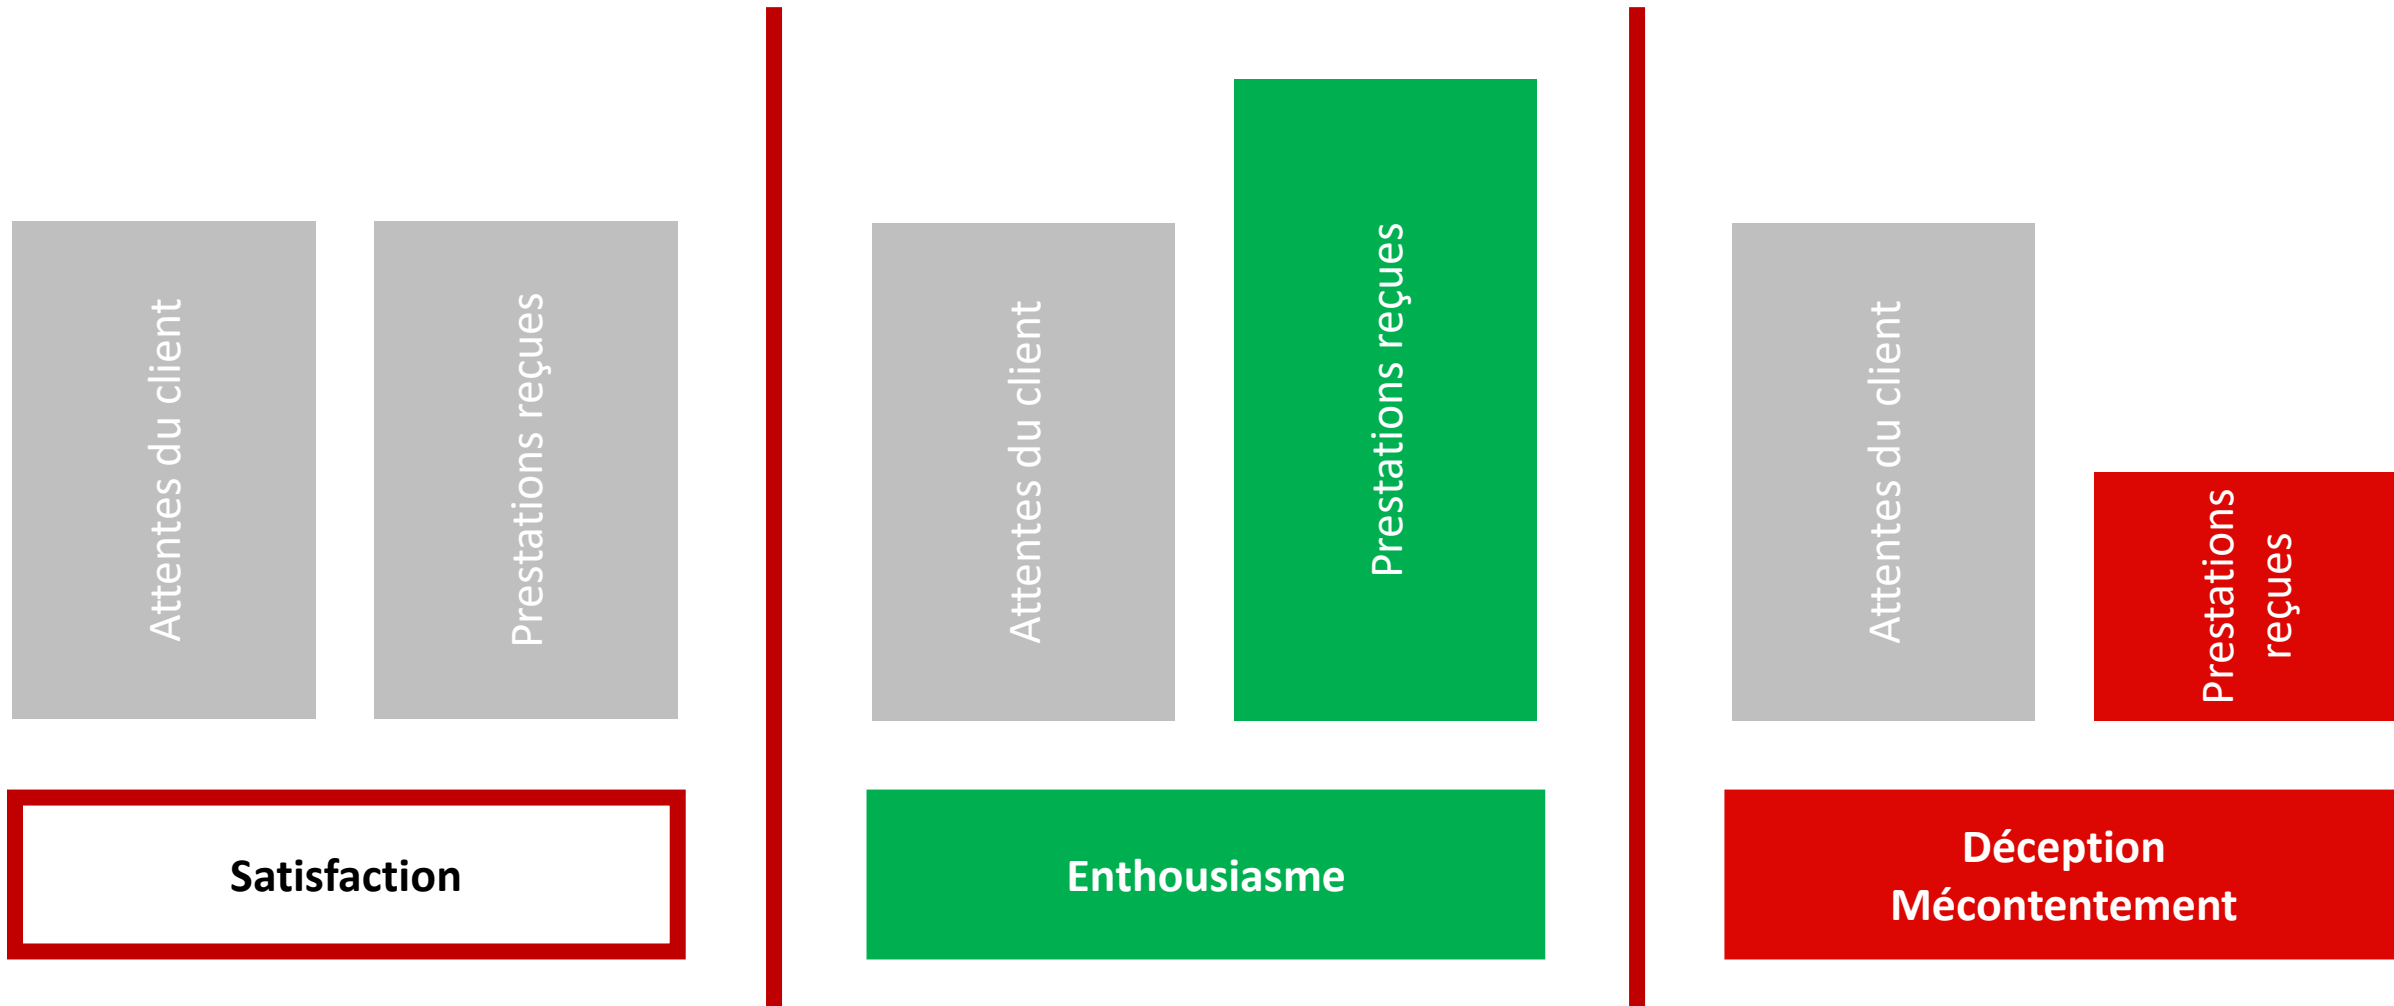 Attentes du client
Prestations reçues
Satisfaction
Attentes du client
Prestations reçues
Enthousiasme
Attentes du client
Prestations
reçues
Déception
Mécontentement